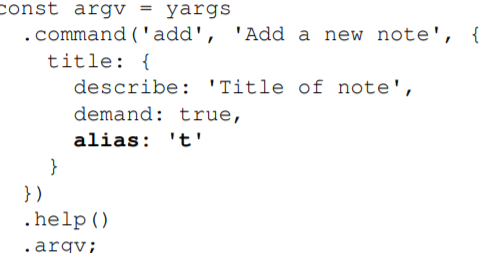 const argv = yargs
.command('add', 'Add a new note', {
title: {
describe: 'Title of note',
demand: true,
alias: 't'
}
})
.help()
.argv;